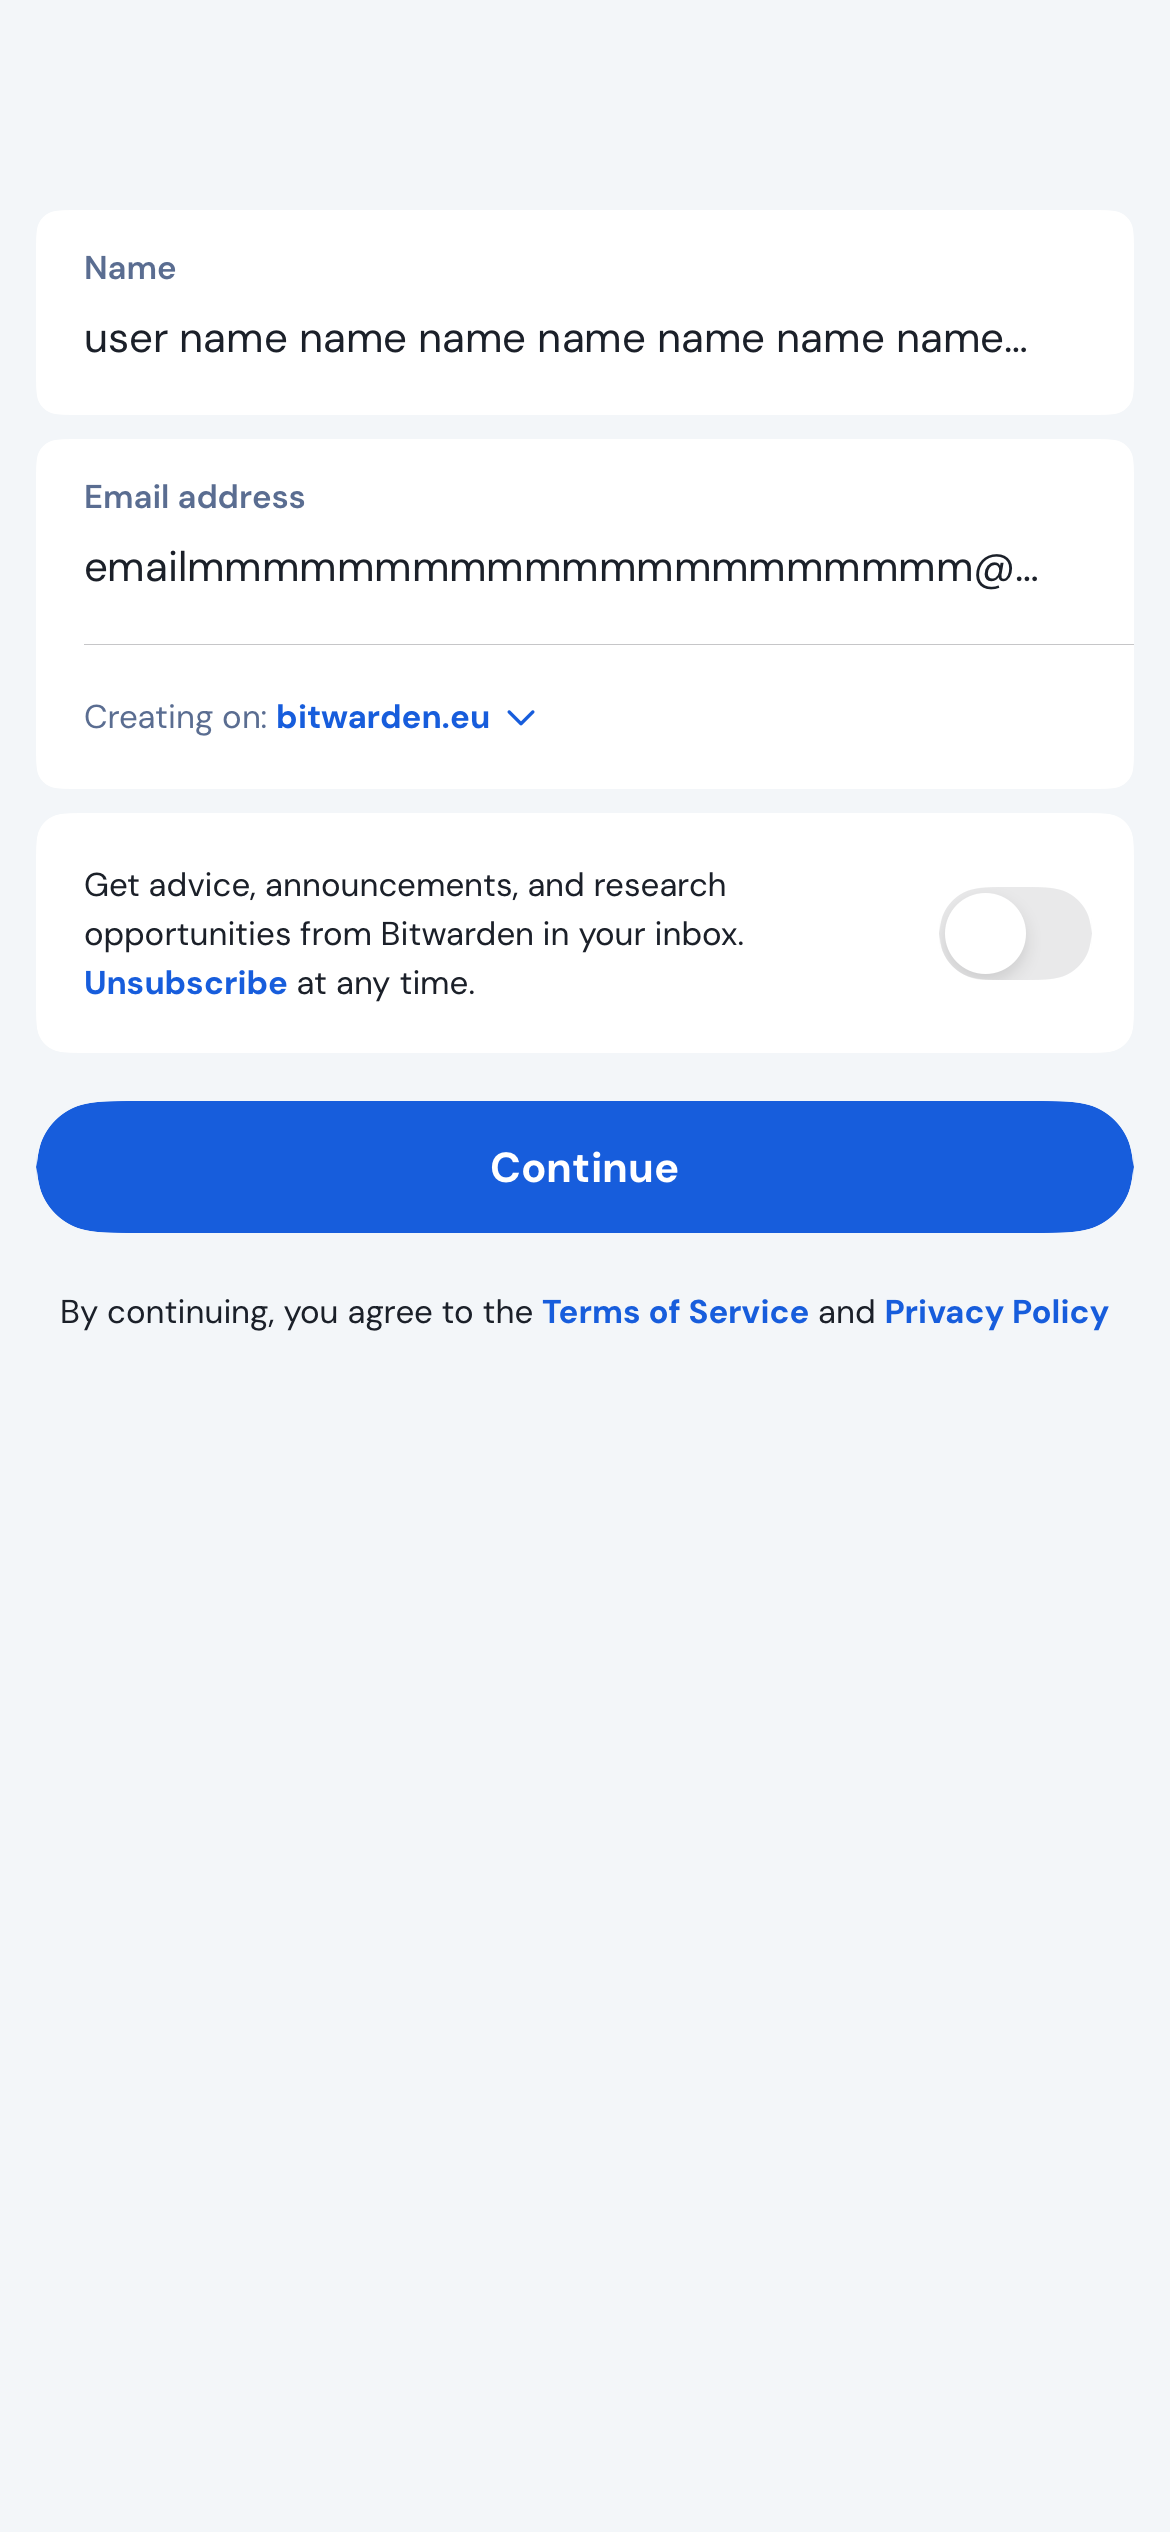 Name
user name name name name name name name...
Email address
emailmmmmmmmmmmmmmmmmmmmmm@...
Creating on: bitwarden.eu
Get advice, announcements, and research
opportunities from Bitwarden in your inbox.
Unsubscribe at any time.
Continue
By continuing, you agree to the Terms of Service and Privacy Policy